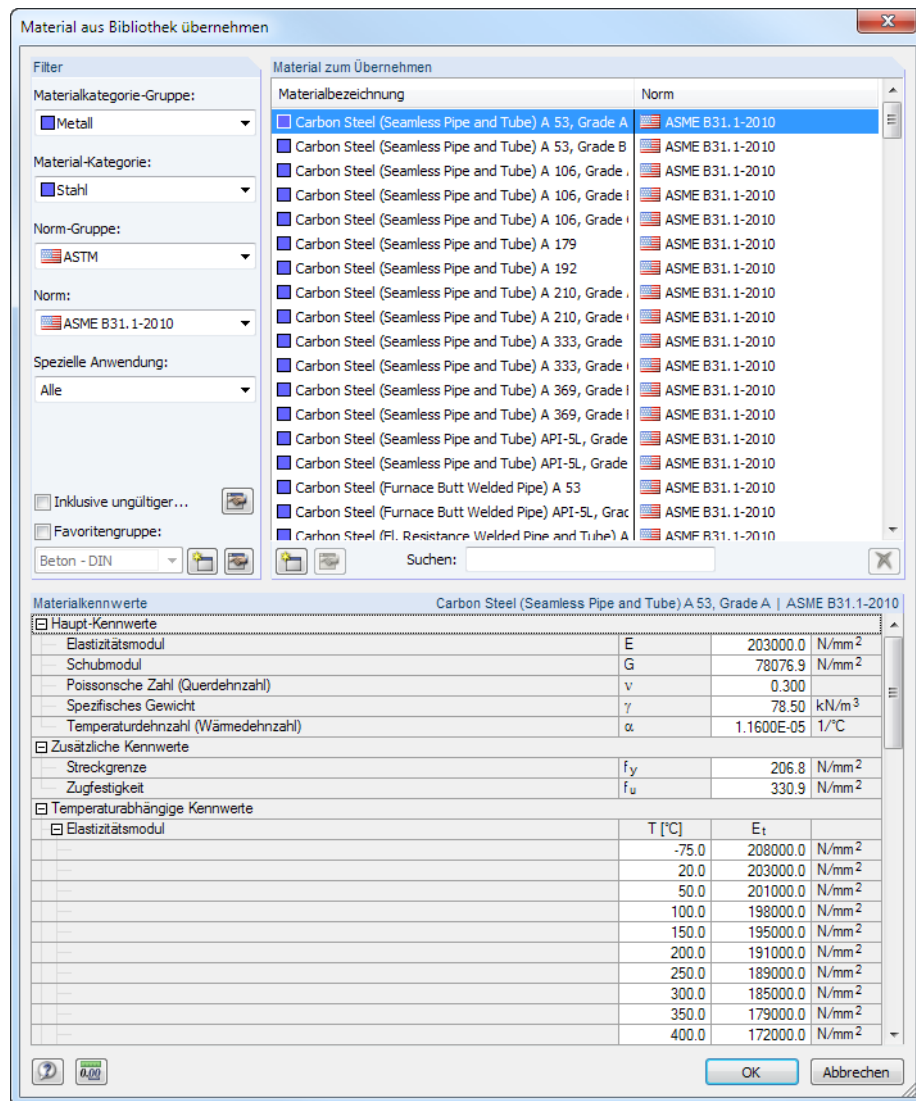 Material aus Bibliothek übernehmen
Filter
Materialkategorie-Gruppe:
Metall
Material-Kategorie:
Stahl
Norm-Gruppe:
ASTM
Norm:
ASME B31.1-2010
Spezielle Anwendung:
Alle
Inklusive ungültiger...
Favoritengruppe:
Beton - DIN
Material zum Übernehmen
Materialbezeichnung Norm
Carbon Steel (Seamless Pipe and Tube) A 53, Grade A ASME B31.1-2010
Carbon Steel (Seamless Pipe and Tube) A 53, Grade B ASME B31.1-2010
Carbon Steel (Seamless Pipe and Tube) A 106, Grade ASME B31.1-2010
Carbon Steel (Seamless Pipe and Tube) A 106, Grade ASME B31.1-2010
Carbon Steel (Seamless Pipe and Tube) A 106, Grade ASME B31.1-2010
Carbon Steel (Seamless Pipe and Tube) A 179 ASME B31.1-2010
Carbon Steel (Seamless Pipe and Tube) A 192 ASME B31.1-2010
Carbon Steel (Seamless Pipe and Tube) A 210, Grade ASME B31.1-2010
Carbon Steel (Seamless Pipe and Tube) A 210, Grade ASME B31.1-2010
Carbon Steel (Seamless Pipe and Tube) A 333, Grade ASME B31.1-2010
Carbon Steel (Seamless Pipe and Tube) A 333, Grade ASME B31.1-2010
Carbon Steel (Seamless Pipe and Tube) A 369, Grade ASME B31.1-2010
Carbon Steel (Seamless Pipe and Tube) A 369, Grade ASME B31.1-2010
Carbon Steel (Seamless Pipe and Tube) API-5L, Grade ASME B31.1-2010
Carbon Steel (Seamless Pipe and Tube) API-5L, Grade ASME B31.1-2010
Carbon Steel (Furnace Butt Welded Pipe) A 53 ASME B31.1-2010
Carbon Steel (Furnace Butt Welded Pipe) API-5L, Grac ASME B31.1-2010
Carbon Steel (El. Resistance Welded Pipe and Tube) A ASME B31.1-2010
Suchen:
Materialkennwerte Carbon Steel (Seamless Pipe and Tube) A 53, Grade A | ASME B31.1-2010
Haupt-Kennwerte
Elastizitätsmodul E 203000.0 N/mm²
Schubmodul G 78076.9 N/mm²
Poissonsche Zahl (Querdehnzahl) ν 0.300
Spezifisches Gewicht γ 78.50 kN/m³
Temperaturdehnzahl (Wärmedehnzahl) α 1.1600E-05 1/°C
Zusätzliche Kennwerte
Streckgrenze fy 206.8 N/mm²
Zugfestigkeit fu 330.9 N/mm²
Temperaturabhängige Kennwerte
Elastizitätsmodul T [°C] Et
-75.0 208000.0 N/mm²
20.0 203000.0 N/mm²
50.0 201000.0 N/mm²
100.0 198000.0 N/mm²
150.0 195000.0 N/mm²
200.0 191000.0 N/mm²
250.0 189000.0 N/mm²
300.0 185000.0 N/mm²
350.0 179000.0 N/mm²
400.0 172000.0 N/mm²
0.00
OK
Abbrechen